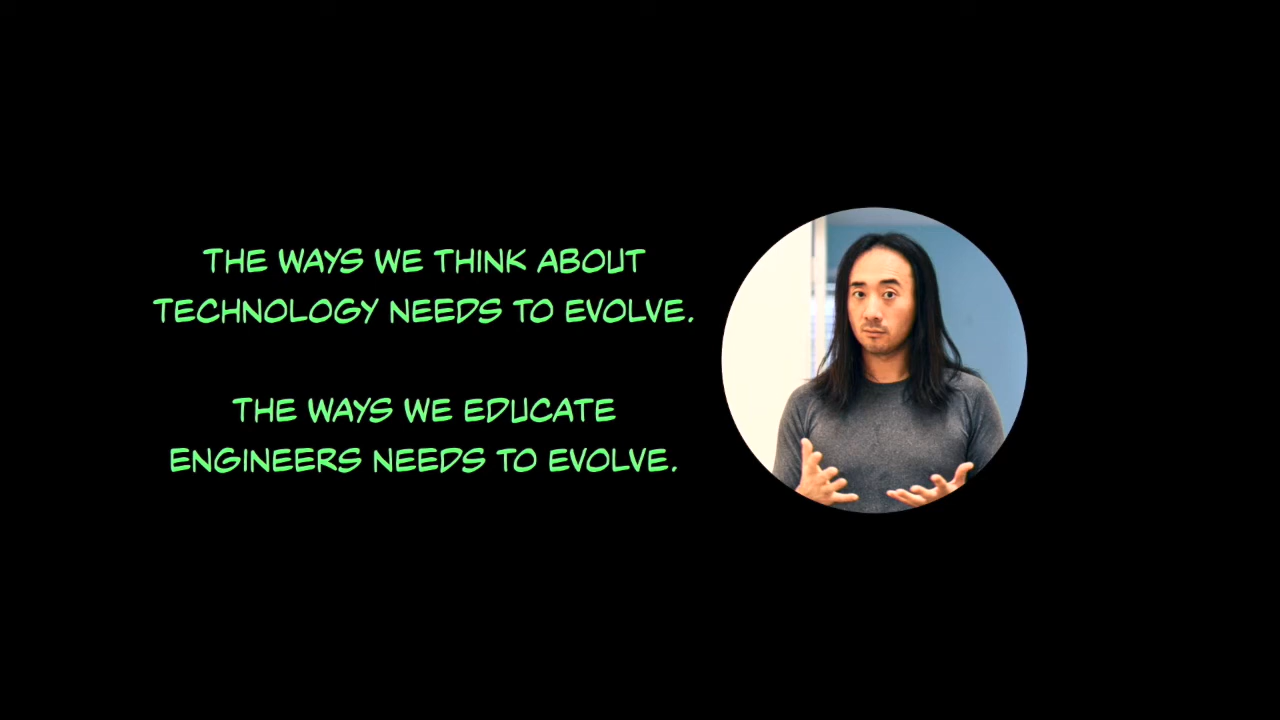 THE WAYS WE THINK ABOUT
TECHNOLOGY NEEDS TO EVOLVE.
THE WAYS WE EDUCATE
ENGINEERS NEEDS TO EVOLVE.